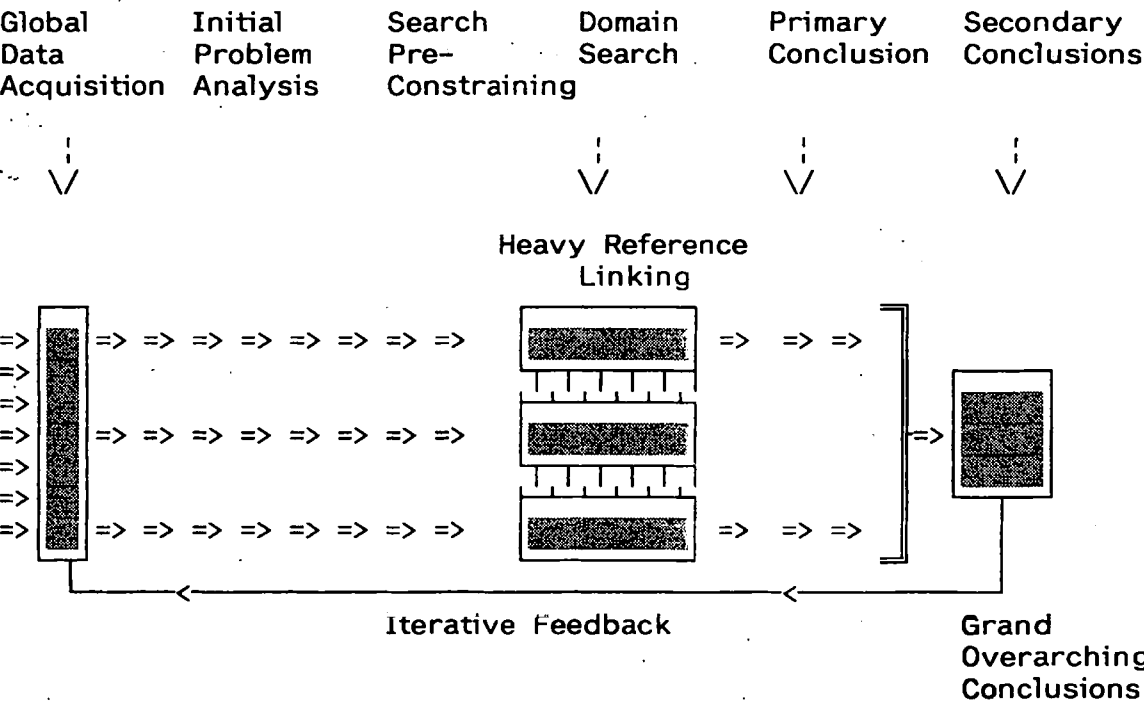 Global
Data
Acquisition
Initial
Problem
Analysis
Search
Pre-
Constraining
Domain
Search
Primary
Conclusion
Secondary
Conclusions
Heavy Reference
Linking
=> => => => => => => => => => => =>
=>
=>
=> => => => => => => => => =>
=>
=>
=> => => => => => => => => => => =>
Iterative Feedback
Grand
Overarching
Conclusions